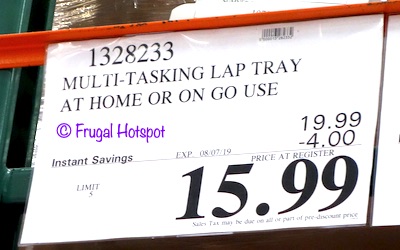 1328233
MULTI-TASKING LAP TRAY
AT HOME OR ON GO USE
© Frugal Hotspot
19.99
-4.00
Instant Savings EXP. 08/07/19 PRICE AT REGISTER
LIMIT
5
15.99
Sales Tax may be due on all or part of pre-discount price